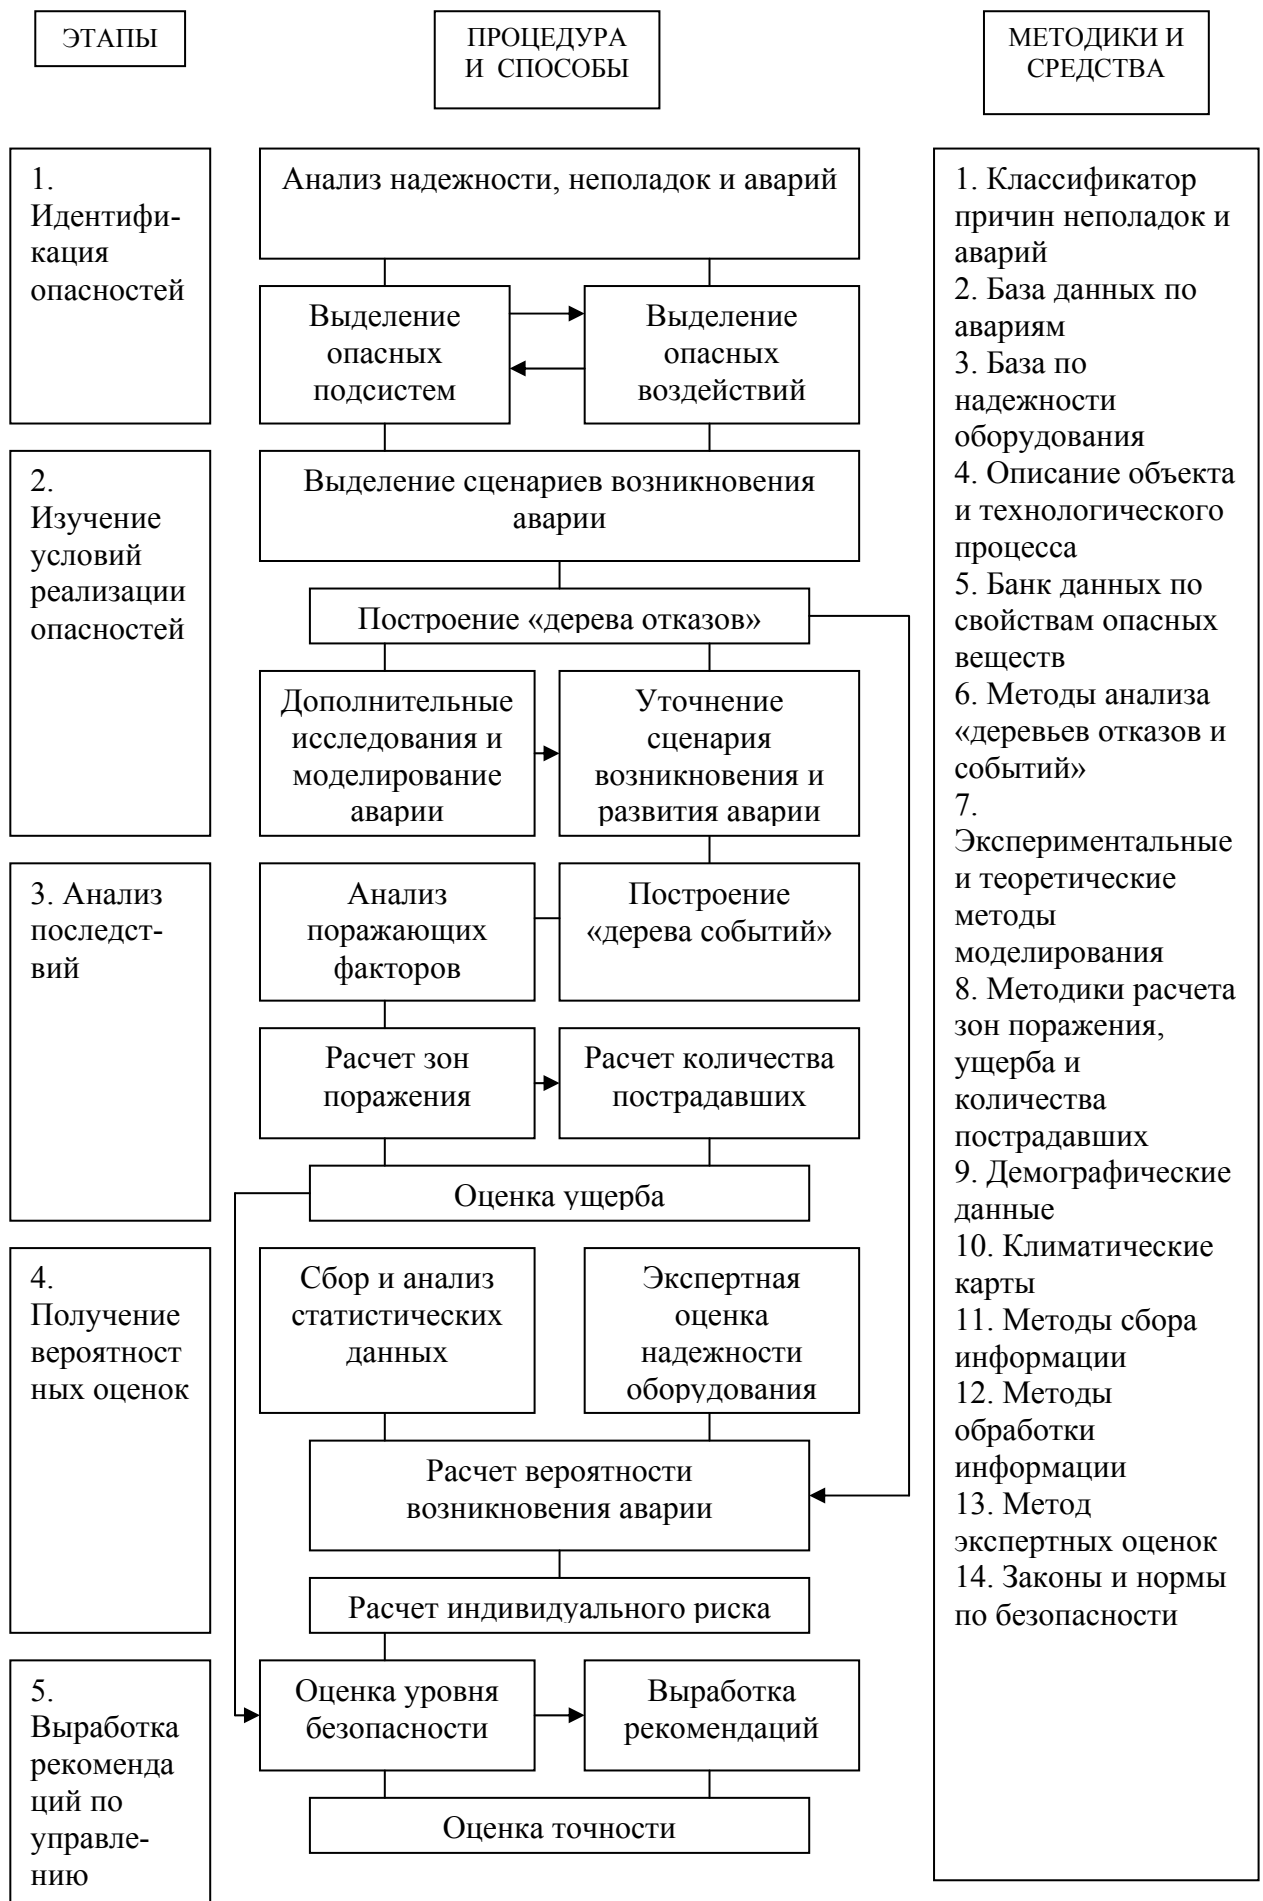 ЭТАПЫ
ПРОЦЕДУРА
И СПОСОБЫ
МЕТОДИКИ И
СРЕДСТВА
1.
Идентифи-
кация
опасностей
Анализ надежности, неполадок и аварий
Выделение
опасных
подсистем
Выделение
опасных
воздействий
2.
Изучение
условий
реализации
опасностей
Выделение сценариев возникновения
аварии
Построение «дерева отказов»
Дополнительные
исследования и
моделирование
аварии
Уточнение
сценария
возникновения и
развития аварии
3. Анализ
последст-
вий
Анализ
поражающих
факторов
Построение
«дерева событий»
Расчет зон
поражения
Расчет количества
пострадавших
Оценка ущерба
4.
Получение
вероятност
ных оценок
Сбор и анализ
статистических
данных
Экспертная
оценка
надежности
оборудования
Расчет вероятности
возникновения аварии
Расчет индивидуального риска
5.
Выработка
рекоменда
ций по
управле-
нию
Оценка уровня
безопасности
Выработка
рекомендаций
Оценка точности
1. Классификатор
причин неполадок и
аварий
2. База данных по
авариям
3. База по
надежности
оборудования
4. Описание объекта
и технологического
процесса
5. Банк данных по
свойствам опасных
веществ
6. Методы анализа
«деревьев отказов и
событий»
7.
Экспериментальные
и теоретические
методы
моделирования
8. Методики расчета
зон поражения,
ущерба и
количества
пострадавших
9. Демографические
данные
10. Климатические
карты
11. Методы сбора
информации
12. Методы
обработки
информации
13. Метод
экспертных оценок
14. Законы и нормы
по безопасности